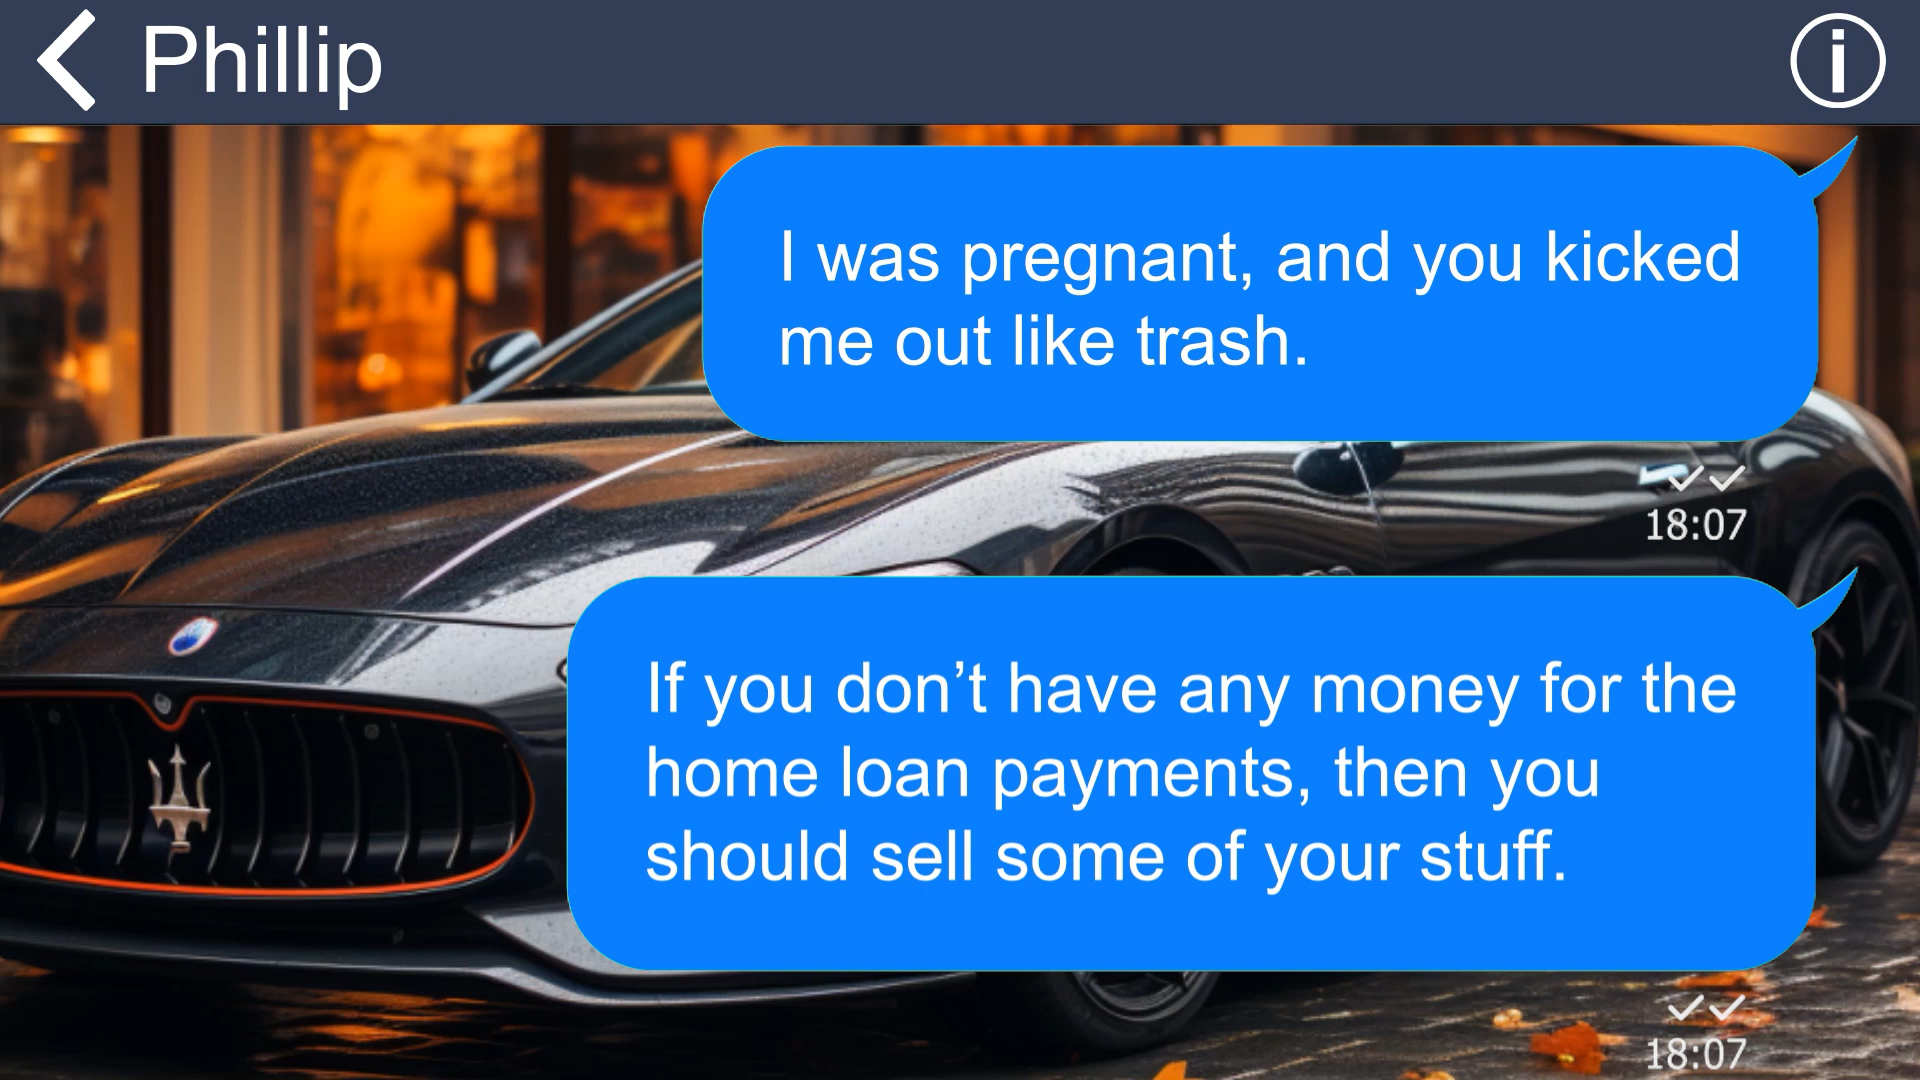 Phillip
I was pregnant, and you kicked
me out like trash.
18:07
If you don’t have any money for the
home loan payments, then you
should sell some of your stuff.
18:07